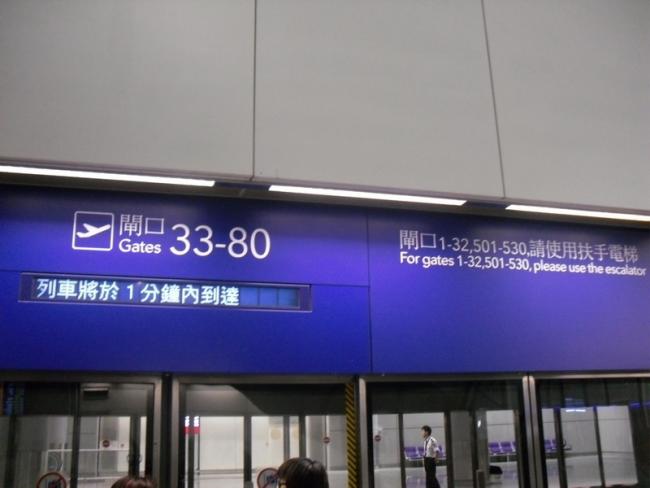 閘口
Gates
33-80
列車將於 1 分鐘內到達
閘口1-32,501-530,請使用扶手電梯
For gates 1-32,501-530, please use the escalator